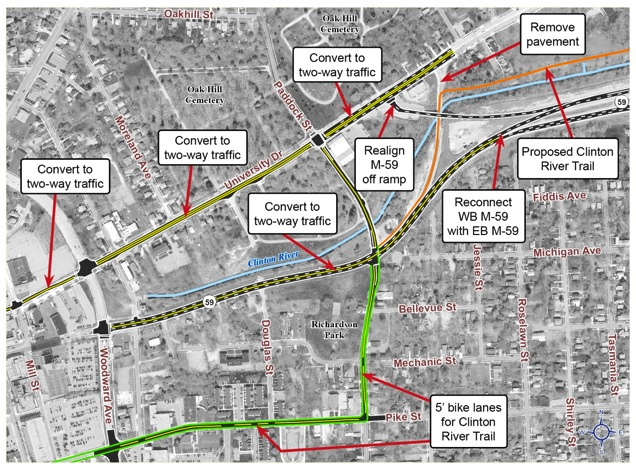 Oakhill St
Oak Hill
Cemetery
Remove
pavement
Convert to
two-way traffic
Oak Hill
Cemetery
Paddock St
59
Moreland Ave
Convert to
two-way traffic
University Dr
Realign
M-59
off ramp
Proposed Clinton
River Trail
Convert to
two-way traffic
Convert to
two-way traffic
Reconnect
WB M-59
with EB M-59
Fiddis Ave
Clinton River
Jessie St
Michigan Ave
59
Bellevue St
Richardson
Park
Douglas St
Roselawn St
Tasmania St
Mill St
Woodward Ave
Mechanic St
Pike St
5' bike lanes
for Clinton
River Trail
Shirley St
N